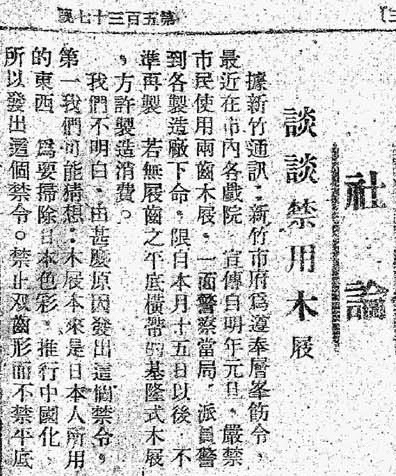 第五百三十七號
社論
談談禁用木屐
據新竹通訊：新竹市府爲遵奉層峯飭令，
最近在市內各戲院，宣傳自明年元旦，嚴禁
市民使用兩齒木屐。一面警察當局，派員警
到各製造廠下命，限自本月十五日以後，不
準再製，若無屐齒之平底橫帶的基隆式木屐
，方許製造消費。
我們不明白，由甚麼原因發出這個禁令。
第一我們可能猜想：木屐本來是日本人所用
的東西，爲要掃除日本色彩，推行中國化，
所以發出這個禁令。禁止双齒形而不禁平底